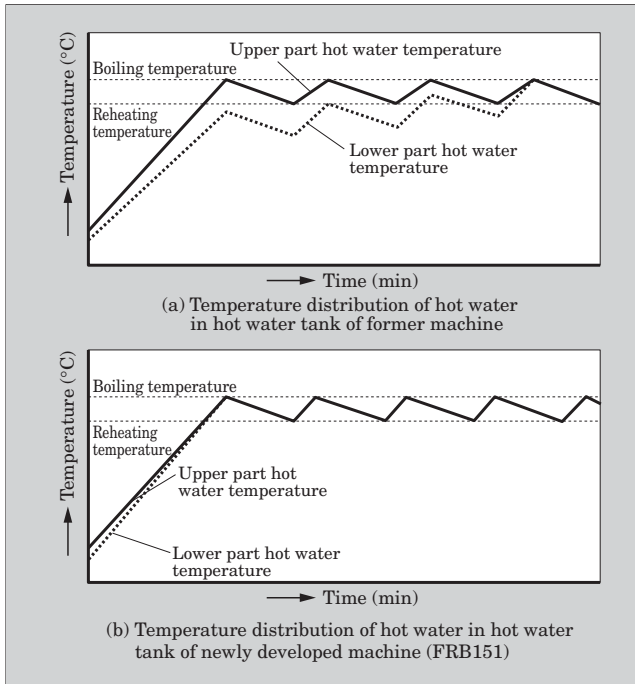 Temperature (°C)
Boiling temperature
Upper part hot water temperature
Reheating
temperature
Lower part hot water
temperature
Time (min)
(a) Temperature distribution of hot water
in hot water tank of former machine
Temperature (°C)
Boiling temperature
Reheating
temperature
Upper part hot
water temperature
Lower part hot water
temperature
Time (min)
(b) Temperature distribution of hot water in hot water
tank of newly developed machine (FRB151)